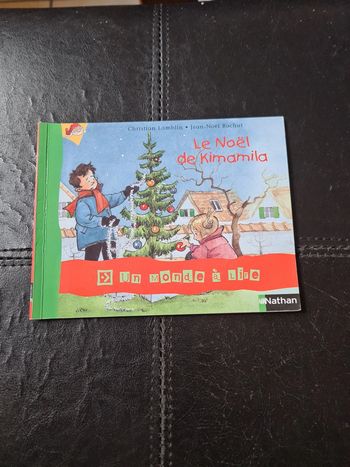 Christian Lamblin • Jean-Noël Rochut
Le Noël
de Kimamila
Un monde à lire
Nathan